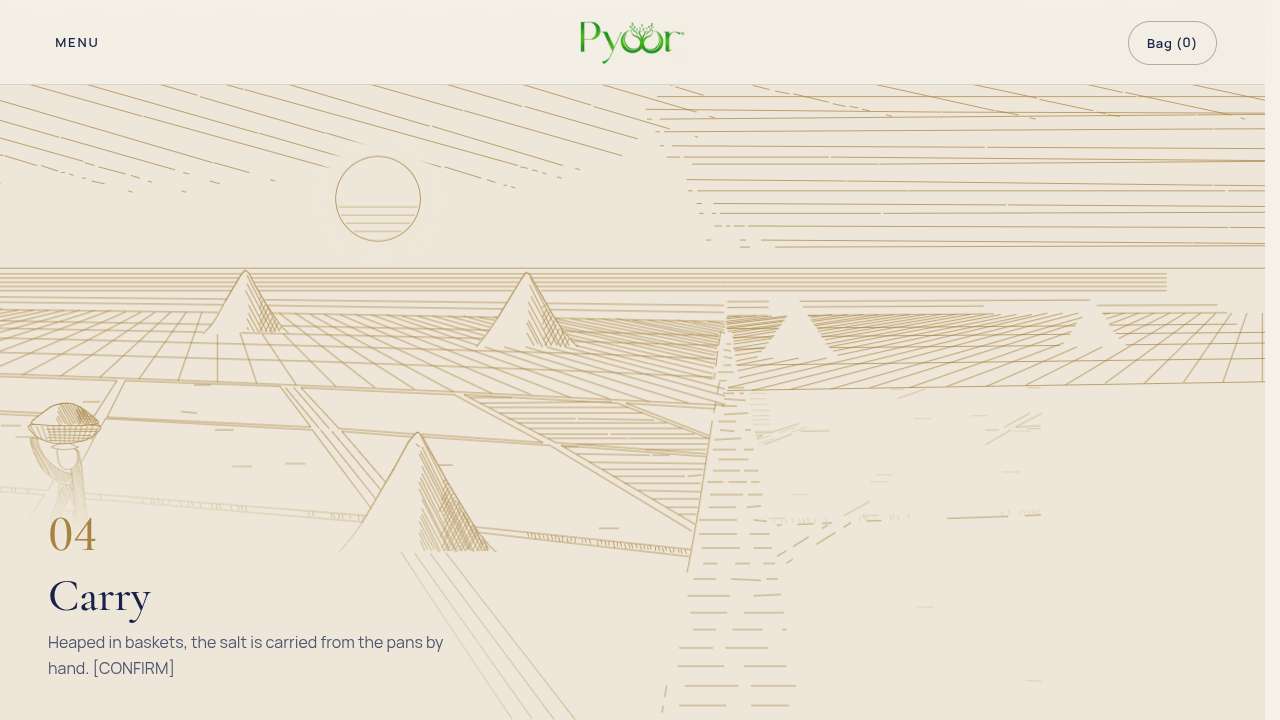 MENU
Pyoor
Bag (0)
04
Carry
Heaped in baskets, the salt is carried from the pans by
hand. [CONFIRM]